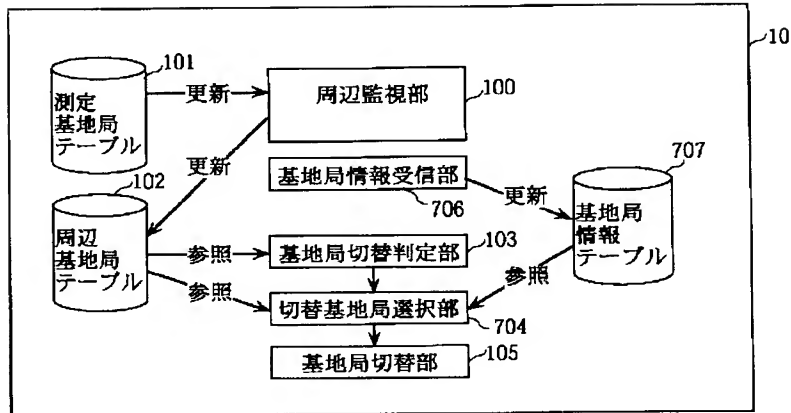 10
101
測定
基地局
テーブル
更新
周辺監視部
100
更新
102
周辺
基地局
テーブル
基地局情報受信部
706
更新
707
基地局
情報
テーブル
参照
基地局切替判定部
103
参照
参照
切替基地局選択部
704
基地局切替部
105